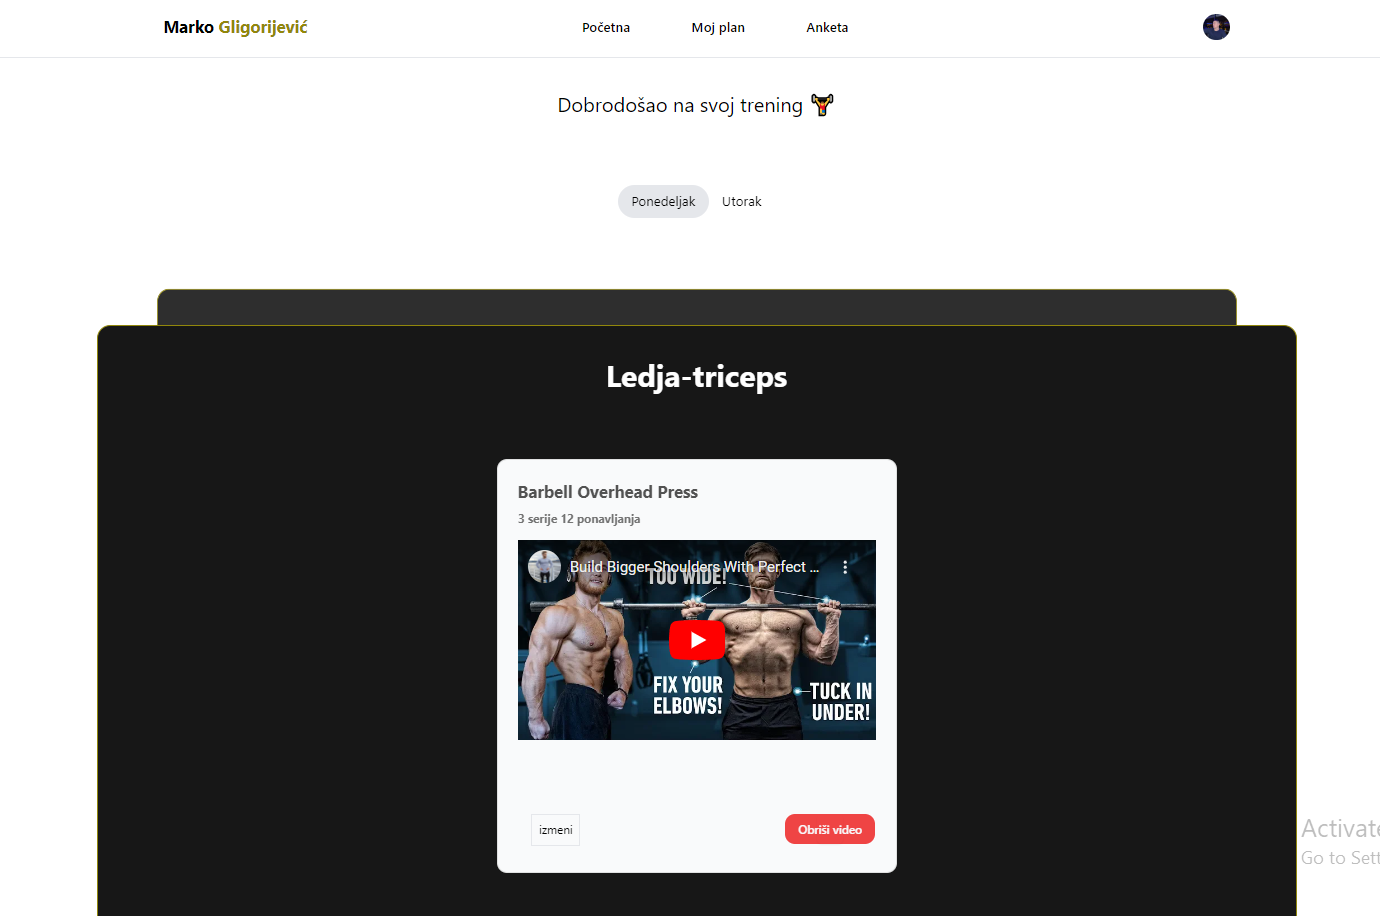 Marko Gligorijević
Početna
Moj plan
Anketa
Dobrodošao na svoj trening
Ponedeljak
Utorak
Ledja-triceps
Barbell Overhead Press
3 serije 12 ponavljanja
Build Bigger Shoulders With Perfect ...
TOO WIDE!
FIX YOUR
ELBOWS!
TUCK IN
UNDER!
izmeni
Obriši video
Activate
Go to Sett